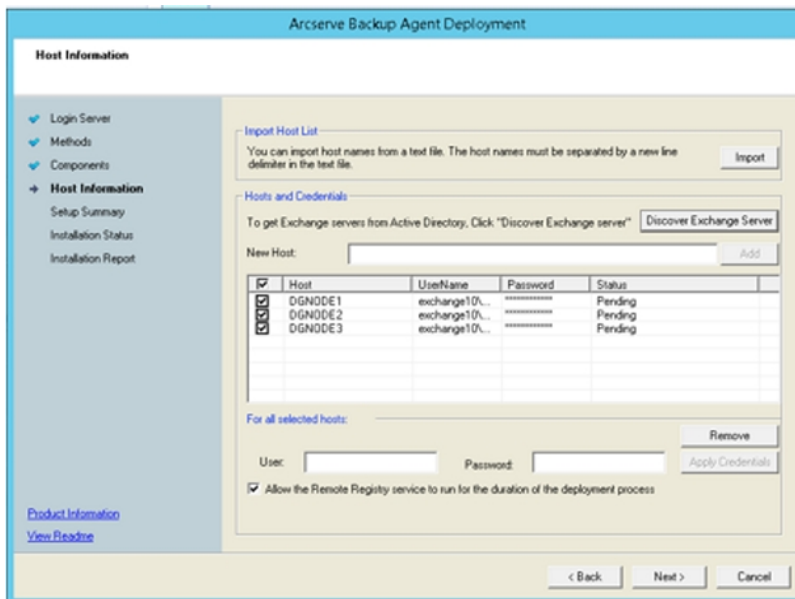 Arcserve Backup Agent Deployment
Host Information
Login Server
Methods
Components
Host Information
Setup Summary
Installation Status
Installation Report
Product Information
View Readme
Import Host List
You can import host names from a text file. The host names must be separated by a new line
delimiter in the text file.
Import
Hosts and Credentials
To get Exchange servers from Active Directory, Click "Discover Exchange server"
Discover Exchange Server
New Host:
Add
Host UserName Password Status
DGNODE1 exchange10\... ************ Pending
DGNODE2 exchange10\... ************ Pending
DGNODE3 exchange10\... ************ Pending
For all selected hosts:
Remove
User:
Password:
Apply Credentials
Allow the Remote Registry service to run for the duration of the deployment process
< Back
Next >
Cancel